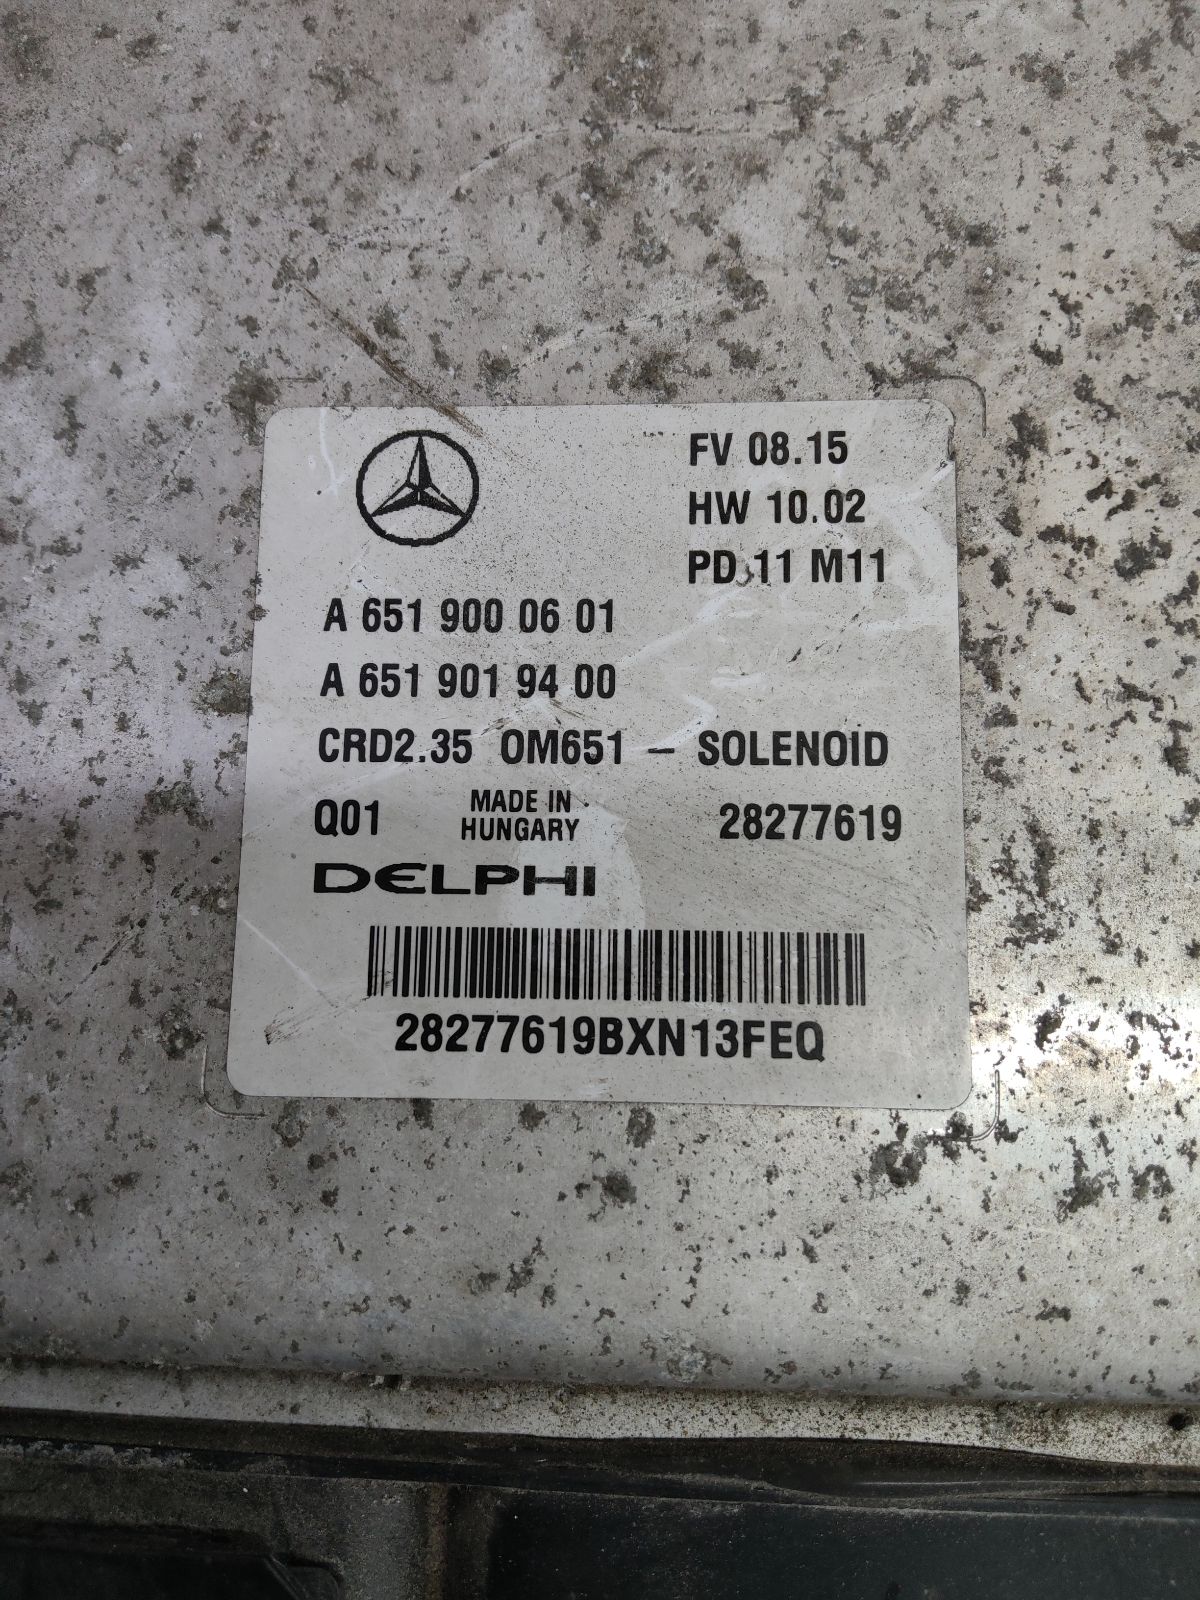 FV 08.15
HW 10.02
PD 11 M11
A 651 900 06 01
A 651 901 94 00
CRD2.35 OM651 - SOLENOID
Q01 MADE IN HUNGARY 28277619
DELPHI
28277619BXN13FEQ